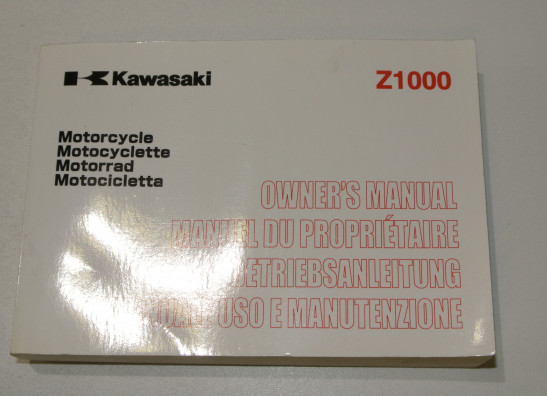 Kawasaki
Z1000
Motorcycle
Motocyclette
Motorrad
Motocicletta
OWNER'S MANUAL
MANUEL DU PROPRIÉTAIRE
BETRIEBSANLEITUNG
USO E MANUTENZIONE